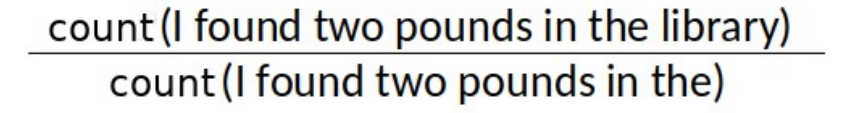 count(I found two pounds in the library)
count(I found two pounds in the)